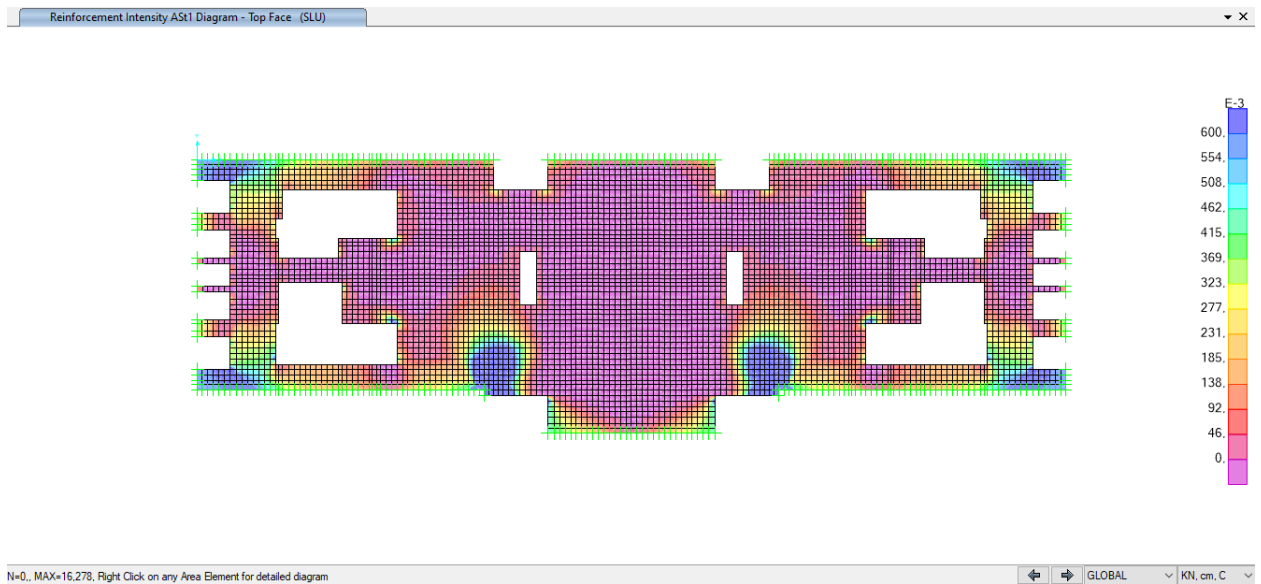 Reinforcement Intensity ASt1 Diagram - Top Face (SLU)
E-3
600,
554,
508,
462,
415,
369,
323,
277,
231,
185,
138,
92,
46,
0,
N=0,, MAX=16,278, Right Click on any Area Element for detailed diagram
GLOBAL
KN, cm, C